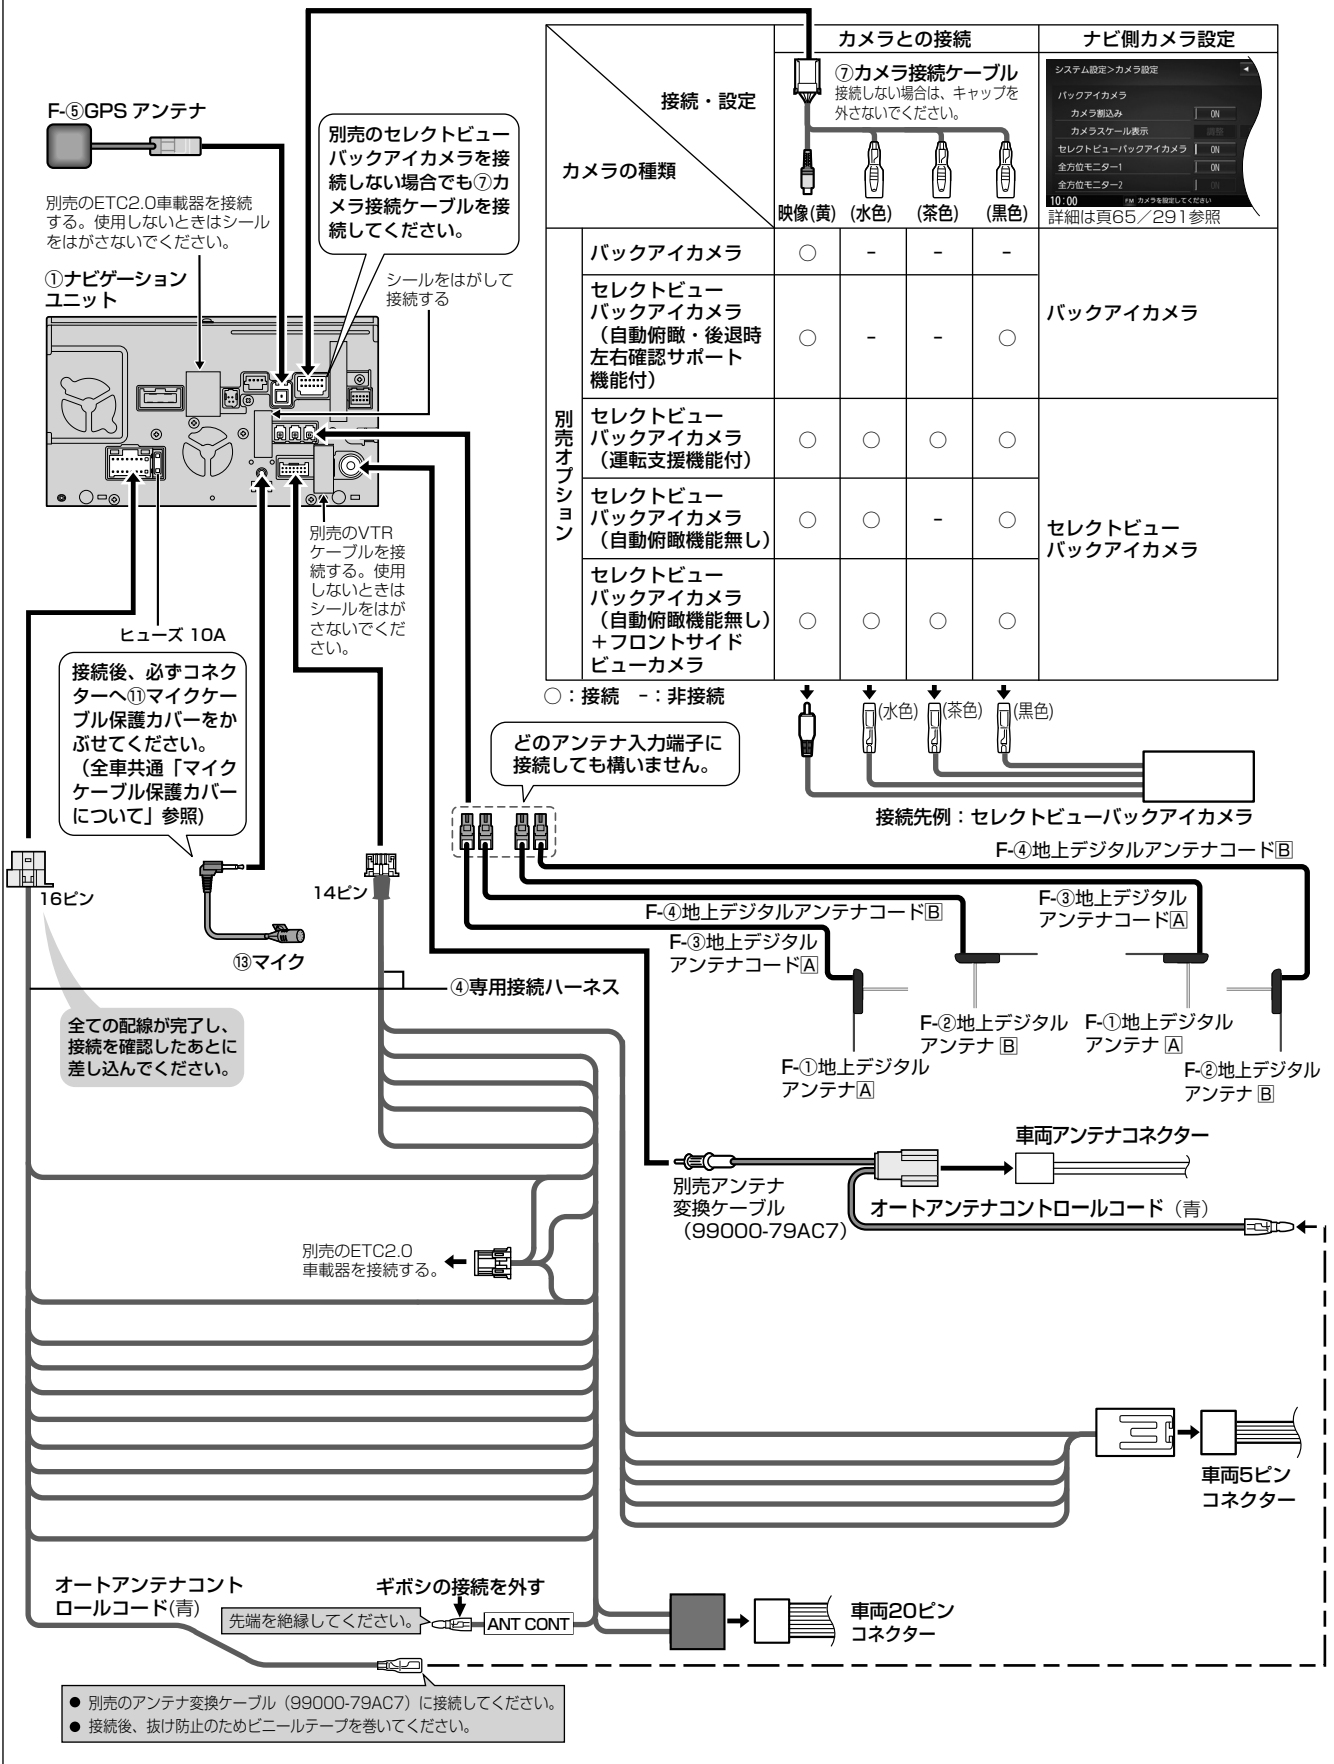 カメラとの接続
ナビ側カメラ設定
接続・設定
カメラの種類
⑦カメラ接続ケーブル
接続しない場合は、キャップを
外さないでください。
映像(黄)
(水色)
(茶色)
(黒色)
システム設定>カメラ設定
バックアイカメラ
カメラ割込み
ON
カメラスケール表示
調整
セレクトビューバックアイカメラ
ON
全方位モニター1
ON
全方位モニター2
ON
10:00
FM カメラを設定してください
詳細は頁65／291参照
別売オプション
バックアイカメラ
○
-
-
-
バックアイカメラ
セレクトビュー
バックアイカメラ
（自動俯瞰・後退時
左右確認サポート
機能付）
○
-
-
○
セレクトビュー
バックアイカメラ
（運転支援機能付）
○
○
○
○
セレクトビュー
バックアイカメラ
セレクトビュー
バックアイカメラ
（自動俯瞰機能無し）
○
○
-
○
セレクトビュー
バックアイカメラ
（自動俯瞰機能無し）
＋フロントサイド
ビューカメラ
○
○
○
○
○：接続　-：非接続
(水色)
(茶色)
(黒色)
接続先例：セレクトビューバックアイカメラ
F-⑤GPS アンテナ
別売のETC2.0車載器を接続
する。使用しないときはシール
をはがさないでください。
別売のセレクトビュー
バックアイカメラを接
続しない場合でも⑦カ
メラ接続ケーブルを接
続してください。
①ナビゲーション
ユニット
シールをはがして
接続する
別売のVTR
ケーブルを接
続する。使用
しないときは
シールをはが
さないでくだ
さい。
ヒューズ 10A
接続後、必ずコネク
ターへ⑪マイクケー
ブル保護カバーをか
ぶせてください。
（全車共通「マイク
ケーブル保護カバー
について」参照)
どのアンテナ入力端子に
接続しても構いません。
16ピン
14ピン
⑬マイク
④専用接続ハーネス
全ての配線が完了し、
接続を確認したあとに
差し込んでください。
F-④地上デジタルアンテナコードB
F-③地上デジタル
アンテナコードA
F-④地上デジタルアンテナコードB
F-③地上デジタル
アンテナコードA
F-②地上デジタル
アンテナ B
F-①地上デジタル
アンテナ A
F-①地上デジタル
アンテナA
F-②地上デジタル
アンテナ B
車両アンテナコネクター
別売アンテナ
変換ケーブル
（99000-79AC7）
オートアンテナコントロールコード（青）
別売のETC2.0
車載器を接続する。
車両5ピン
コネクター
オートアンテナコント
ロールコード(青)
ギボシの接続を外す
先端を絶縁してください。
ANT CONT
車両20ピン
コネクター
● 別売のアンテナ変換ケーブル（99000-79AC7）に接続してください。
● 接続後、抜け防止のためビニールテープを巻いてください。